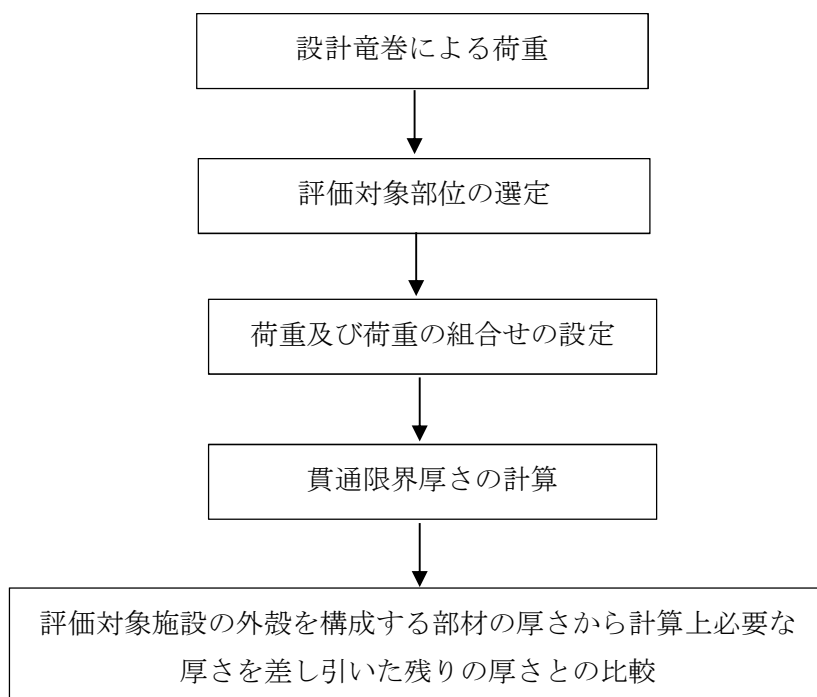 設計竜巻による荷重
評価対象部位の選定
荷重及び荷重の組合せの設定
貫通限界厚さの計算
評価対象施設の外殻を構成する部材の厚さから計算上必要な
厚さを差し引いた残りの厚さとの比較